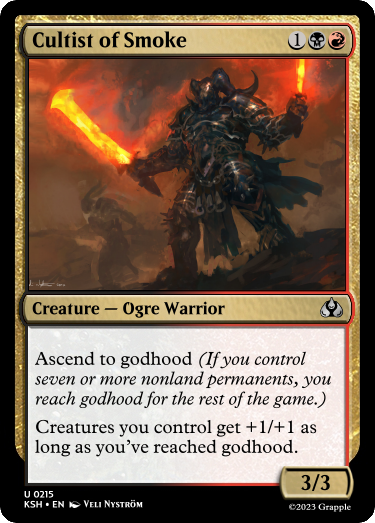 Cultist of Smoke 1
Creature — Ogre Warrior
Ascend to godhood (If you control
seven or more nonland permanents, you
reach godhood for the rest of the game.)
Creatures you control get +1/+1 as
long as you've reached godhood.
3/3
U 0215
KSH • EN VELI NYSTRÖM
©2023 Grapple